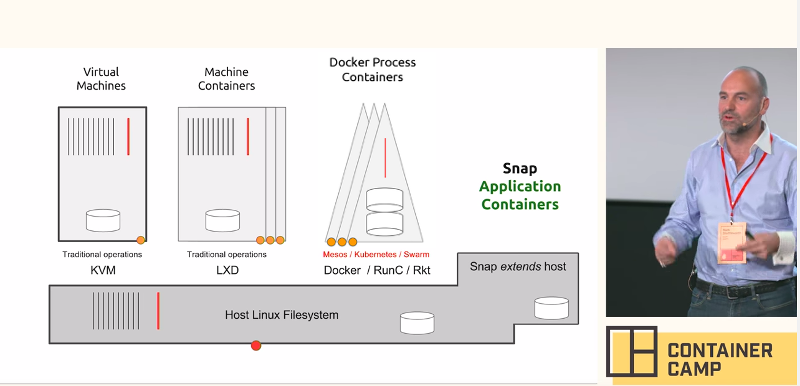 Virtual
Machines
Machine
Containers
Docker Process
Containers
Snap
Application
Containers
Traditional operations
KVM
Traditional operations
LXD
Mesos / Kubernetes / Swarm
Docker / RunC / Rkt
Snap extends host
Host Linux Filesystem
CONTAINER
CAMP